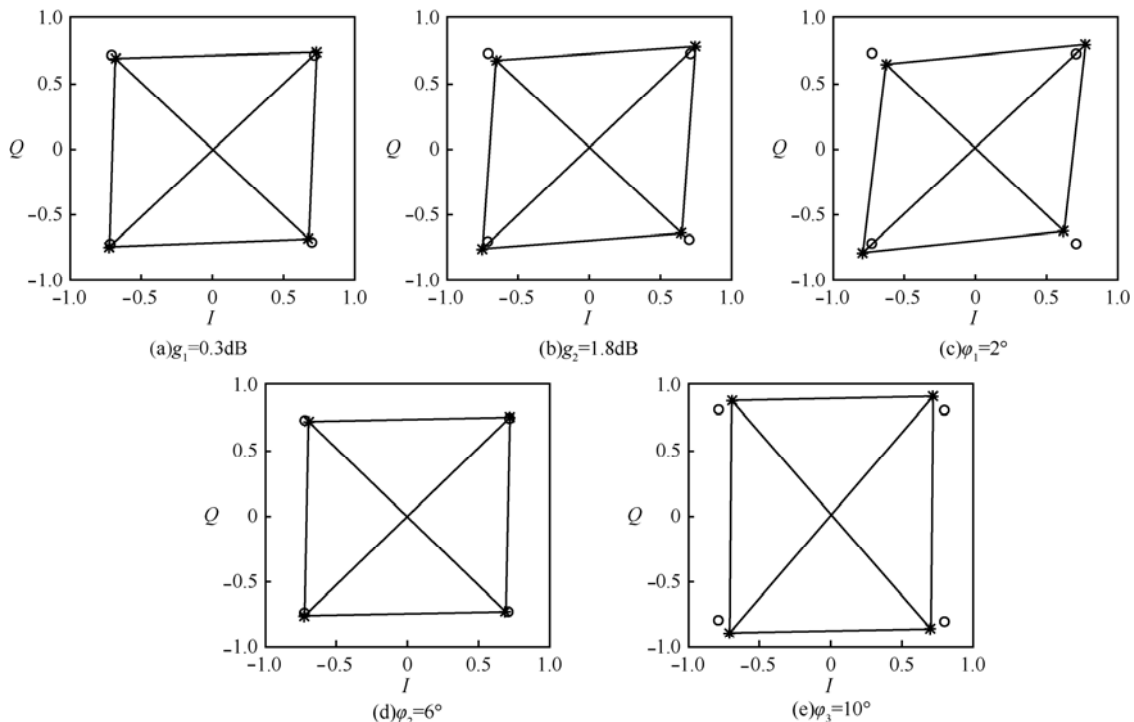 1.0 1.0 1.0
0.5 0.5 0.5
Q 0 Q 0 Q 0
-0.5 -0.5 -0.5
-1.0 -1.0 -1.0
-1.0 -0.5 0 0.5 1.0 -1.0 -0.5 0 0.5 1.0 -1.0 -0.5 0 0.5 1.0
I I I
(a)g₁=0.3dB (b)g₂=1.8dB (c)φ₁=2°
1.0 1.0
0.5 0.5
Q 0 Q 0
-0.5 -0.5
-1.0 -1.0
-1.0 -0.5 0 0.5 1.0 -1.0 -0.5 0 0.5 1.0
I I
(d)φ₂=6° (e)φ₃=10°